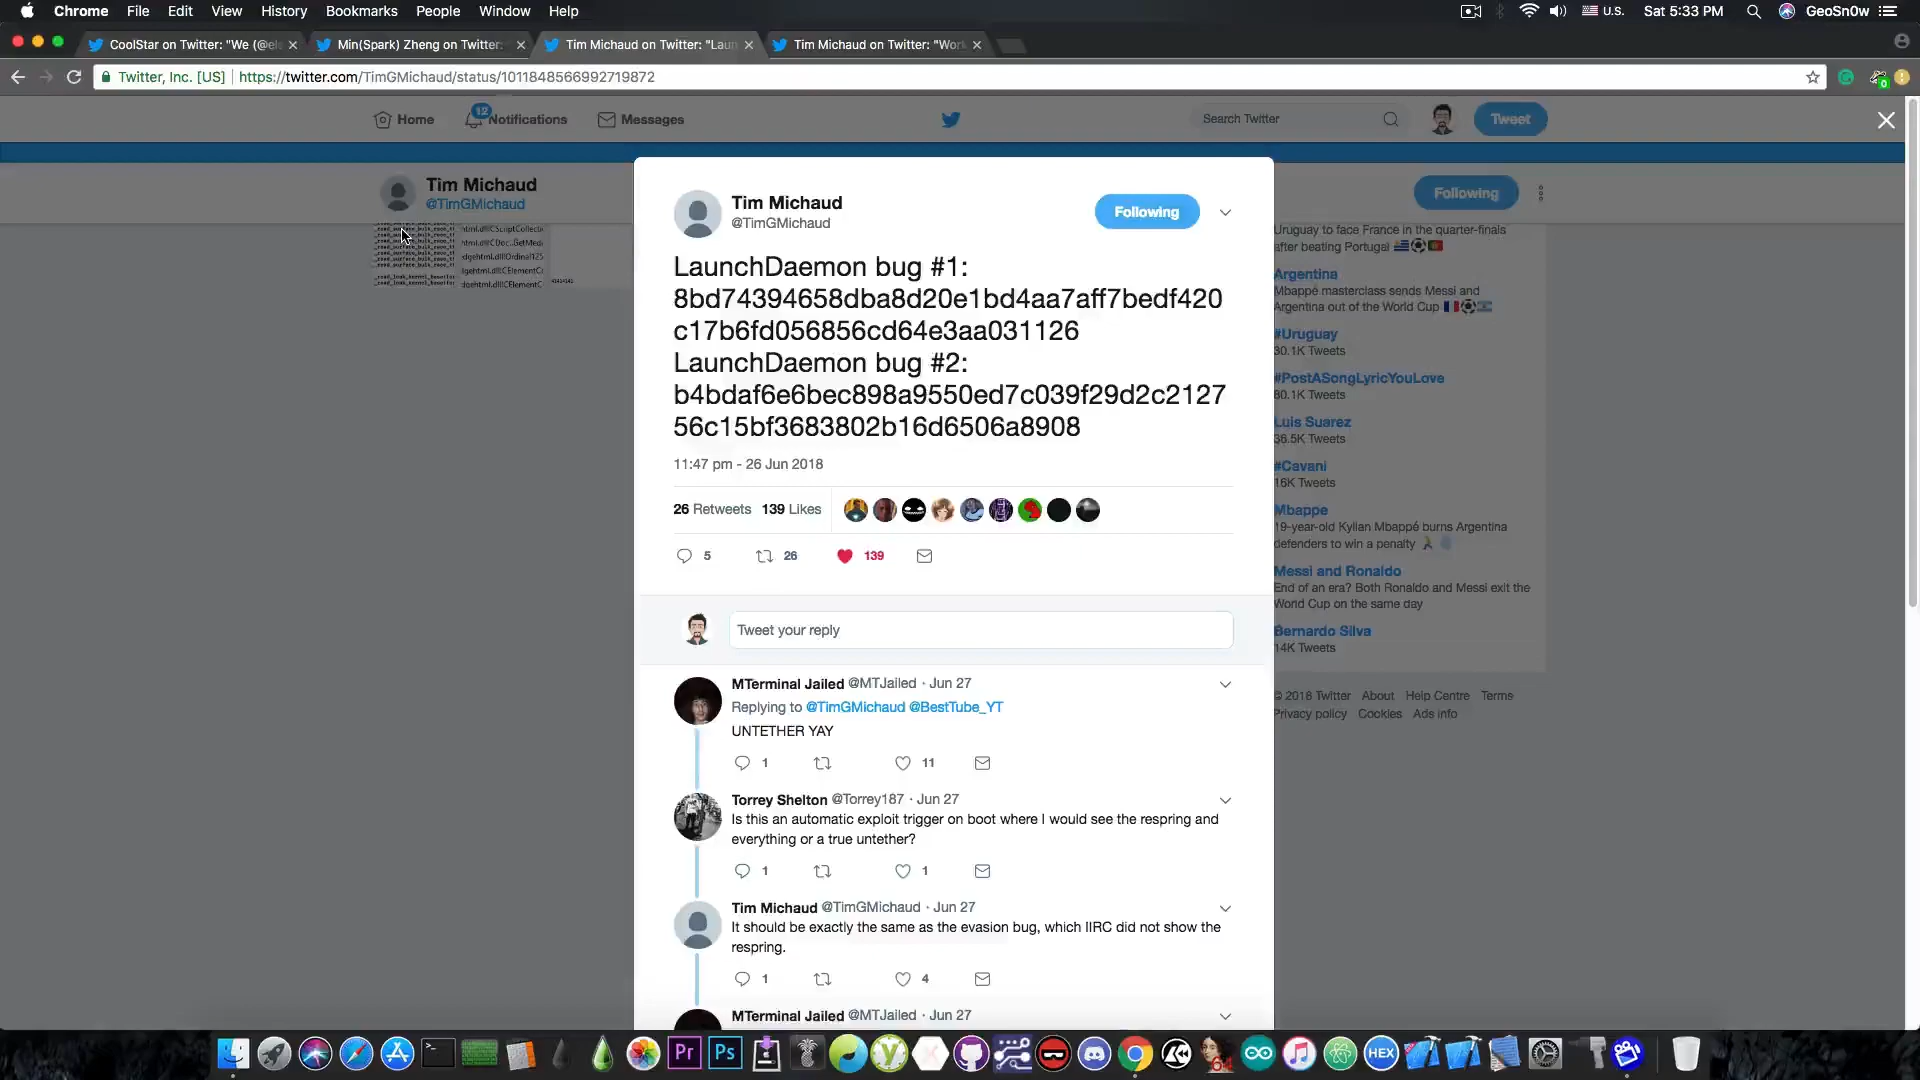 Chrome File Edit View History Bookmarks People Window Help
U.S. Sat 5:33 PM GeoSn0w
CoolStar on Twitter: "We (@el
Min(Spark) Zheng on Twitter:
Tim Michaud on Twitter: "Laun
Tim Michaud on Twitter: "Work
Twitter, Inc. [US] https://twitter.com/TimGMichaud/status/1011848566992719872
0
Home 12 Notifications Messages Search Twitter Tweet
Tim Michaud
@TimGMichaud
Following
Tim Michaud
@TimGMichaud
Following
LaunchDaemon bug #1:
8bd74394658dba8d20e1bd4aa7aff7bedf420
c17b6fd056856cd64e3aa031126
LaunchDaemon bug #2:
b4bdaf6e6bec898a9550ed7c039f29d2c2127
56c15bf3683802b16d6506a8908
11:47 pm - 26 Jun 2018
26 Retweets 139 Likes
5 26 139
Tweet your reply
MTerminal Jailed @MTJailed · Jun 27
Replying to @TimGMichaud @BestTube_YT
UNTETHER YAY
1 11
Torrey Shelton @Torrey187 · Jun 27
Is this an automatic exploit trigger on boot where I would see the respring and
everything or a true untether?
1 1
Tim Michaud @TimGMichaud · Jun 27
It should be exactly the same as the evasion bug, which IIRC did not show the
respring.
1 4
MTerminal Jailed @MTJailed · Jun 27
Uruguay to face France in the quarter-finals
after beating Portugal
Argentina
Mbappé masterclass sends Messi and
Argentina out of the World Cup
#Uruguay
30.1K Tweets
#PostASongLyricYouLove
80.1K Tweets
Luis Suarez
36.5K Tweets
#Cavani
16K Tweets
Mbappe
19-year-old Kylian Mbappé burns Argentina
defenders to win a penalty
Messi and Ronaldo
End of an era? Both Ronaldo and Messi exit the
World Cup on the same day
Bernardo Silva
14K Tweets
© 2018 Twitter About Help Centre Terms
Privacy policy Cookies Ads info
Pr Ps HEX